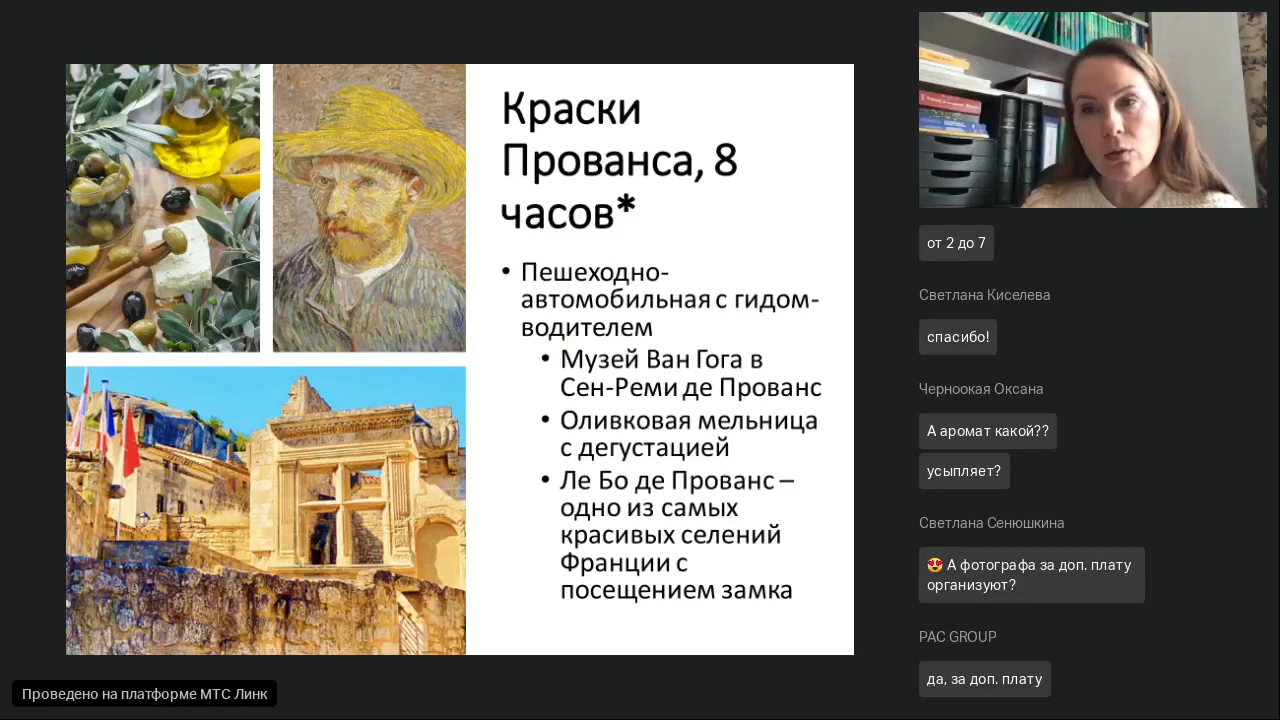 Краски
Прованса, 8
часов*
• Пешеходно-
автомобильная с гидом-
водителем
• Музей Ван Гога в
Сен-Реми де Прованс
• Оливковая мельница
с дегустацией
• Ле Бо де Прованс –
одно из самых
красивых селений
Франции с
посещением замка
от 2 до 7
Светлана Киселева
спасибо!
Черноокая Оксана
А аромат какой??
усыпляет?
Светлана Сенюшкина
😍 А фотографа за доп. плату
организуют?
PAC GROUP
да, за доп. плату
Проведено на платформе МТС Линк